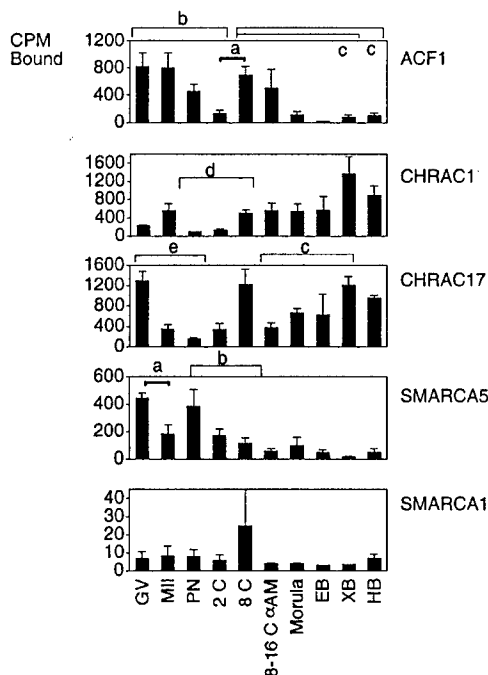 CPM Bound
b
a
c
c
ACF1
1200
800
400
0
d
CHRAC1
1600
1200
800
400
0
e
c
CHRAC17
1600
1200
800
400
0
a
b
SMARCA5
600
400
200
0
SMARCA1
40
30
20
10
0
GV
MII
PN
2 C
8 C
8-16 C αAM
Morula
EB
XB
HB